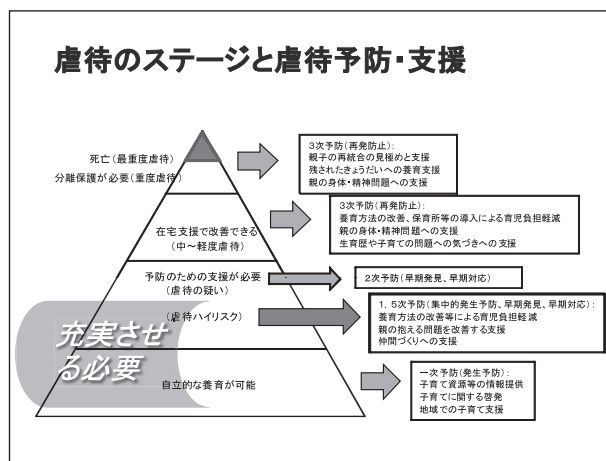 虐待のステージと虐待予防・支援
死亡（最重度虐待）
分離保護が必要（重度虐待）
3次予防（再発防止）：
親子の再統合の見極めと支援
残されたきょうだいへの養育支援
親の身体・精神問題への支援
在宅支援で改善できる
（中～軽度虐待）
3次予防（再発防止）：
養育方法の改善、保育所等の導入による育児負担軽減
親の身体・精神問題への支援
生育歴や子育ての問題への気づきへの支援
予防のための支援が必要
（虐待の疑い）
2次予防（早期発見、早期対応）
（虐待ハイリスク）
1．5次予防（集中的発生予防、早期発見、早期対応）：
養育方法の改善等による育児負担軽減
親の抱える問題を改善する支援
仲間づくりへの支援
充実させ
る必要
自立的な養育が可能
一次予防（発生予防）：
子育て資源等の情報提供
子育てに関する啓発
地域での子育て支援